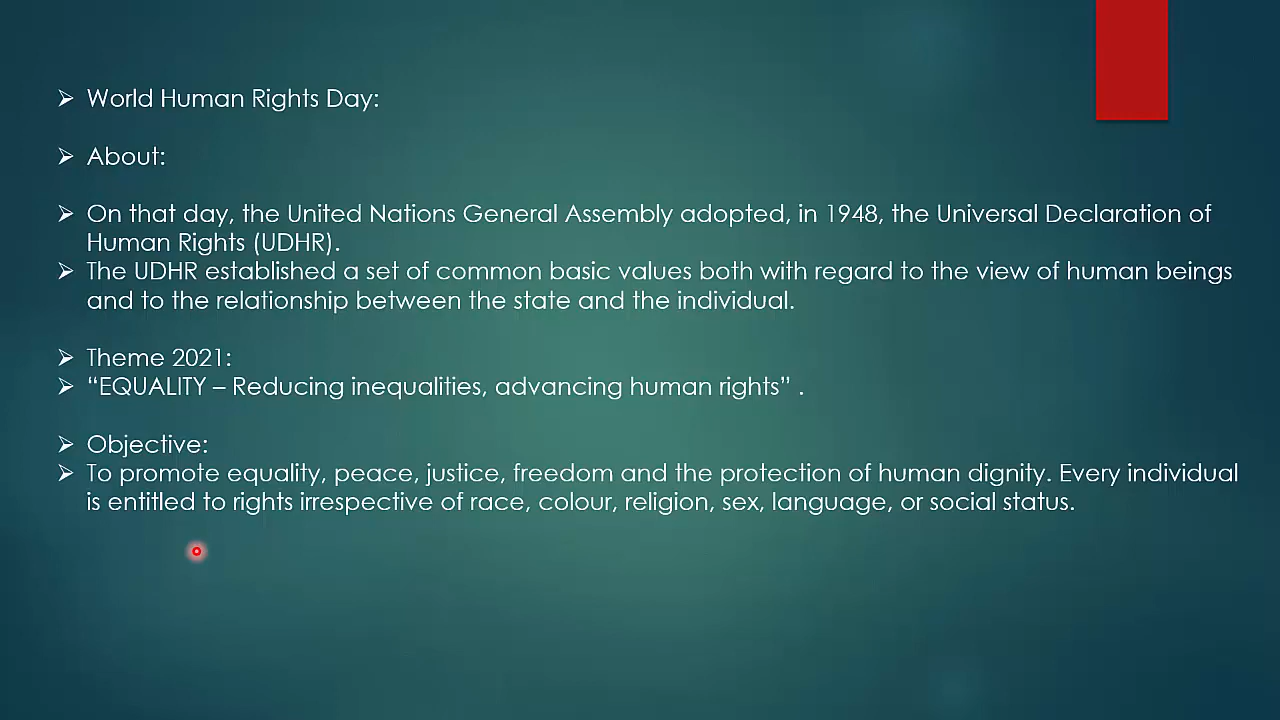 ➢ World Human Rights Day:
➢ About:
➢ On that day, the United Nations General Assembly adopted, in 1948, the Universal Declaration of
Human Rights (UDHR).
➢ The UDHR established a set of common basic values both with regard to the view of human beings
and to the relationship between the state and the individual.
➢ Theme 2021:
➢ “EQUALITY – Reducing inequalities, advancing human rights” .
➢ Objective:
➢ To promote equality, peace, justice, freedom and the protection of human dignity. Every individual
is entitled to rights irrespective of race, colour, religion, sex, language, or social status.